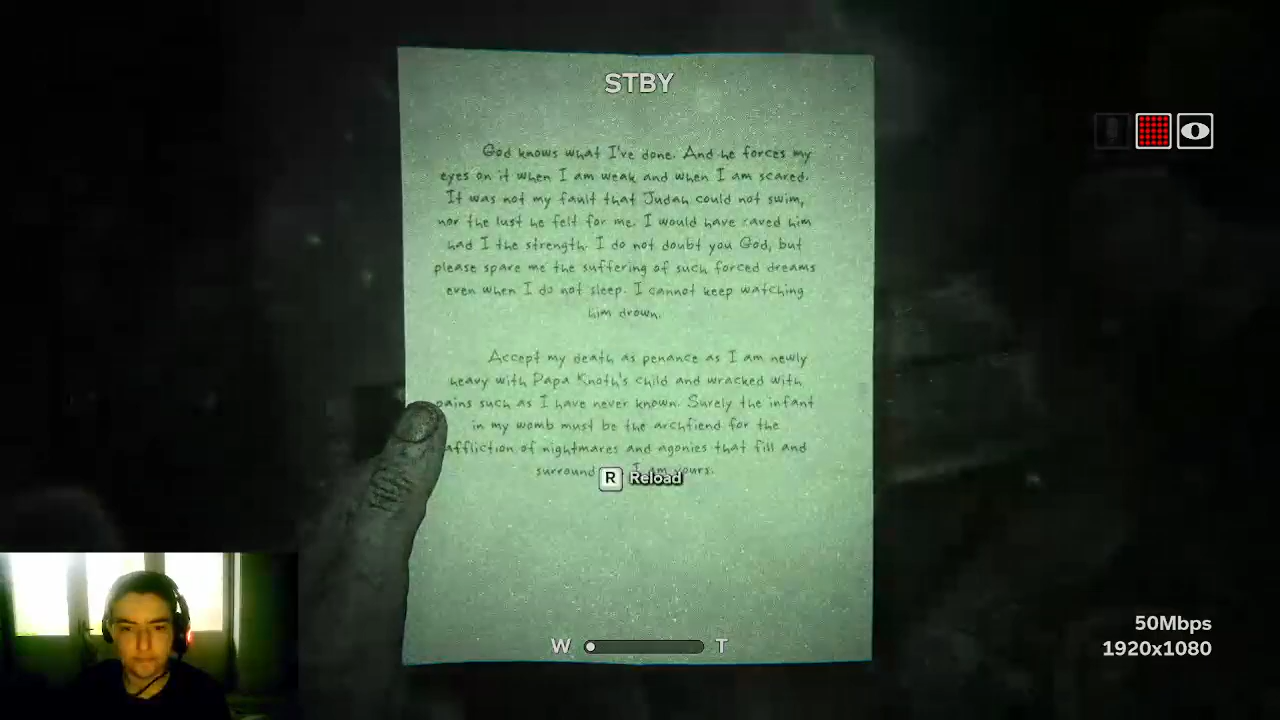 STBY
God knows what I've done. And he forces my
eyes on it when I am weak and when I am scared.
It was not my fault that Judah could not swim,
nor the lust he felt for me. I would have saved him
had I the strength. I do not doubt you God, but
please spare me the suffering of such forced dreams
even when I do not sleep. I cannot keep watching
him drown.
Accept my death as penance as I am newly
heavy with Papa Knoth's child and wracked with
pains such as I have never known. Surely the infant
in my womb must be the archfiend for the
affliction of nightmares and agonies that fill and
surround I am yours.
R Reload
50Mbps
W T
1920x1080